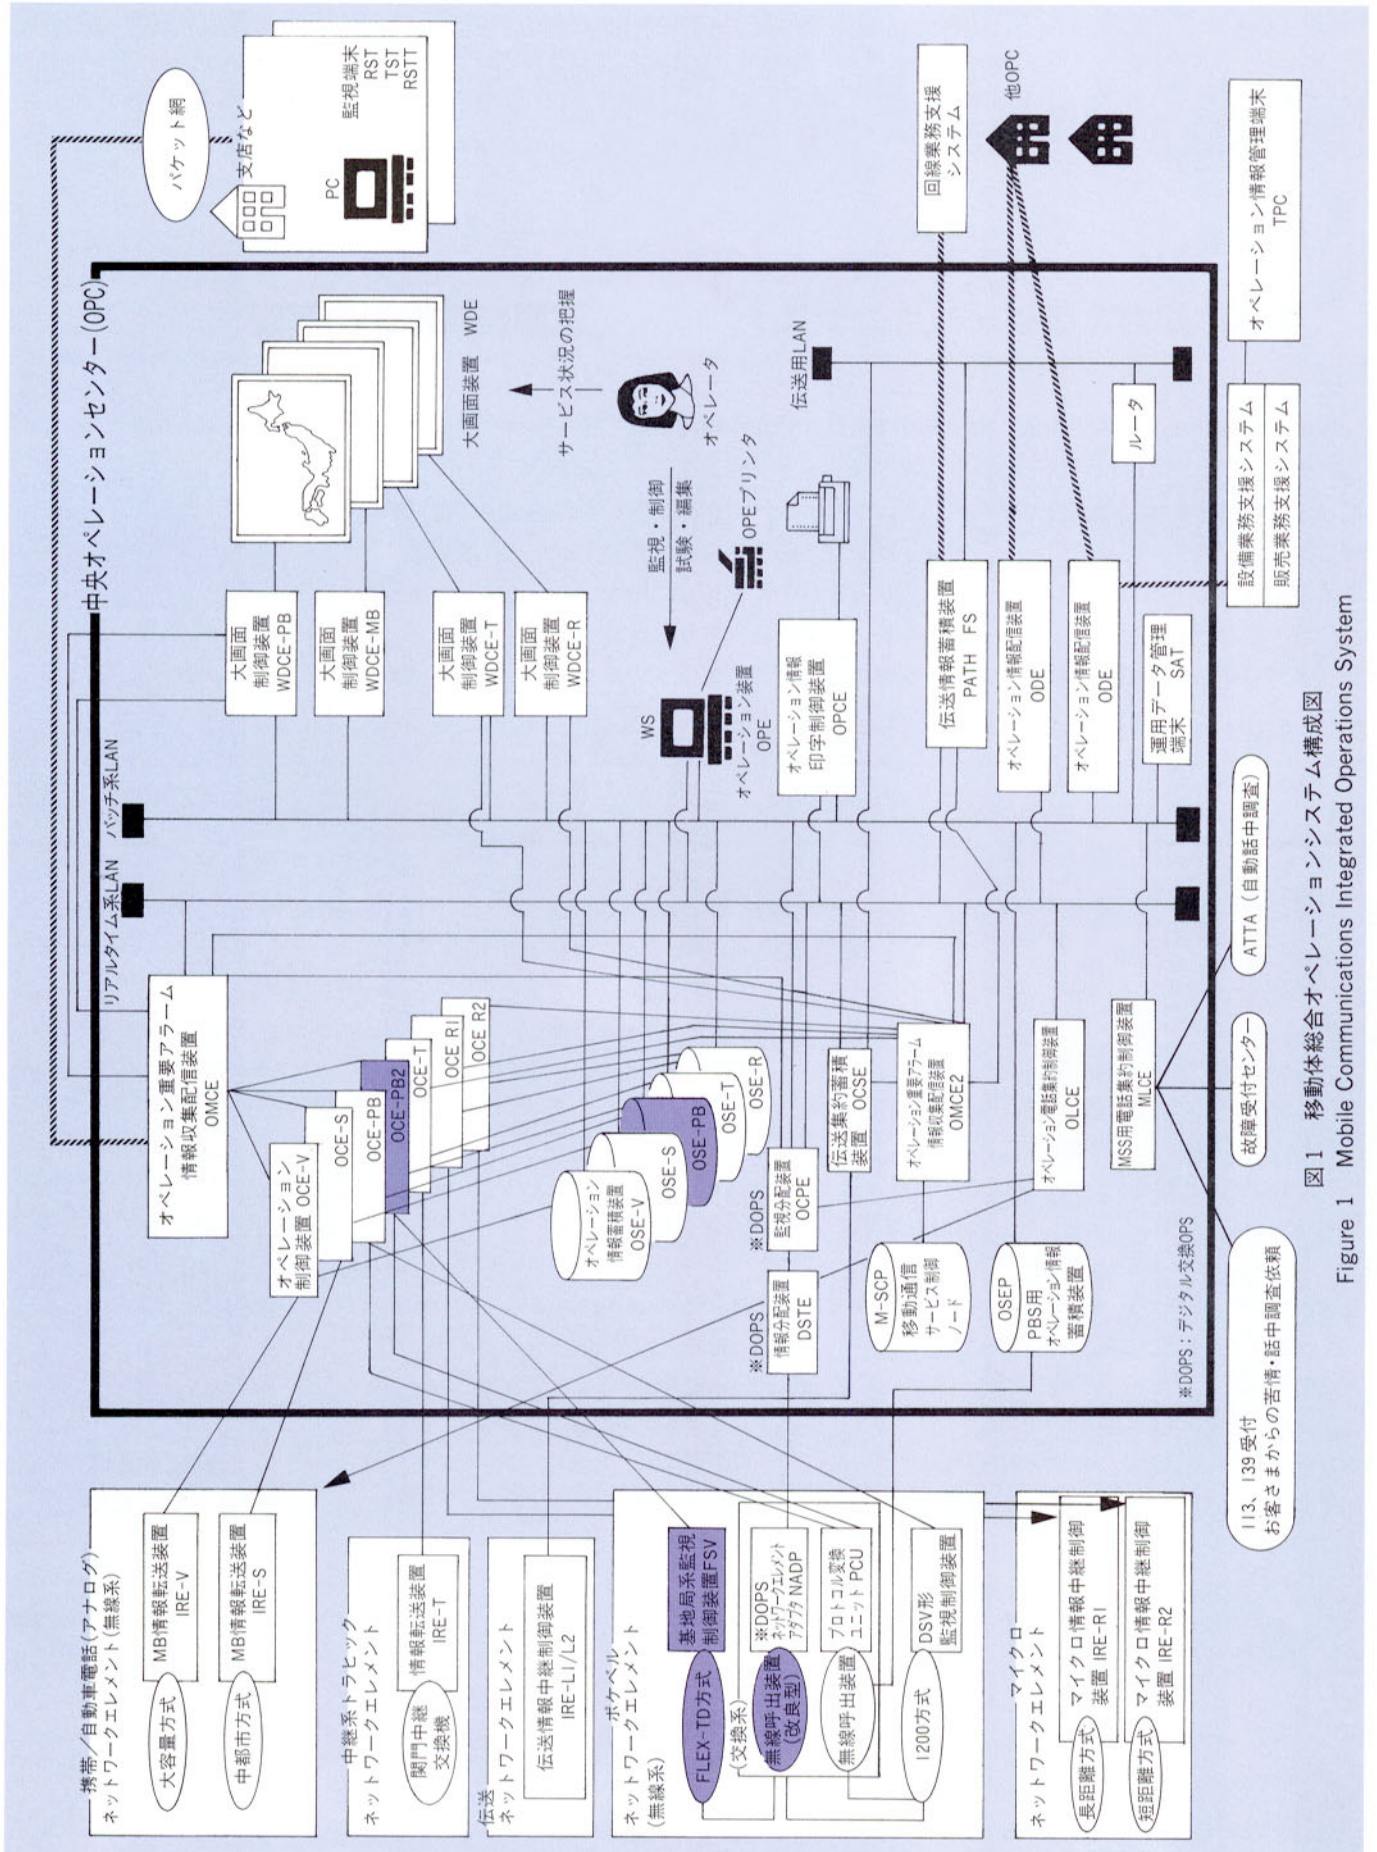 携帯/自動車電話(アナログ)
ネットワークエレメント(無線系)
大容量方式
MB情報転送装置
IRE-V
中都市方式
MB情報転送装置
IRE-S
中継系トラヒック
ネットワークエレメント
関門中継
交換機
情報転送装置
IRE-T
伝送
ネットワークエレメント
伝送情報中継制御装置
IRE-L1/L2
ポケベル
ネットワークエレメント
(無線系)
FLEX-TD方式
基地局系監視
制御装置FSV
(交換系)
無線呼出装置
(改良型)
※DOPS
ネットワークエレメント
アダプタNADP
無線呼出装置
プロトコル変換
ユニットPCU
1200方式
DSV形
監視制御装置
マイクロ
ネットワークエレメント
長距離方式
マイクロ情報中継制御
装置 IRE-R1
短距離方式
マイクロ情報中継制御
装置 IRE-R2
中央オペレーションセンター(OPC)
リアルタイム系LAN
バッチ系LAN
オペレーション重要アラーム
情報収集配信装置
OMCE
オペレーション
制御装置 OCE-V
OCE-S
OCE-PB
OCE-PB2
OCE-T
OCE R1
OCE R2
オペレーション
情報蓄積装置
OSE-V
OSE-S
OSE-PB
OSE-T
OSE-R
※DOPS
情報分配装置
DSTE
※DOPS
監視分配装置
OCPE
伝送集約蓄積
装置 OCSE
M-SCP
移動通信
サービス制御
ノード
オペレーション重要アラーム
情報収集配信装置
OMCE2
OSEP
PBS用
オペレーション情報
蓄積装置
オペレーション電話集約制御装置
OLCE
MSS用電話集約制御装置
MLCE
※DOPS：デジタル交換OPS
大画面
制御装置
WDCE-PB
大画面
制御装置
WDCE-MB
大画面
制御装置
WDCE-T
大画面
制御装置
WDCE-R
大画面装置 WDE
サービス状況の把握
オペレータ
監視・制御
試験・編集
WS
オペレーション装置
OPE
OPEプリンタ
オペレーション情報
印字制御装置
OPCE
伝送用LAN
伝送情報蓄積装置
PATH FS
オペレーション情報配信装置
ODE
オペレーション情報配信装置
ODE
運用データ管理
端末 SAT
ルータ
パケット網
支店など
PC
監視端末
RST
TST
RSTT
回線業務支援
システム
他OPC
設備業務支援システム
販売業務支援システム
オペレーション情報管理端末
TPC
113、139受付
お客さまからの苦情・話中調査依頼
故障受付センター
ATTA（自動話中調査）
図1 移動体総合オペレーションシステム構成図
Figure 1 Mobile Communications Integrated Operations System